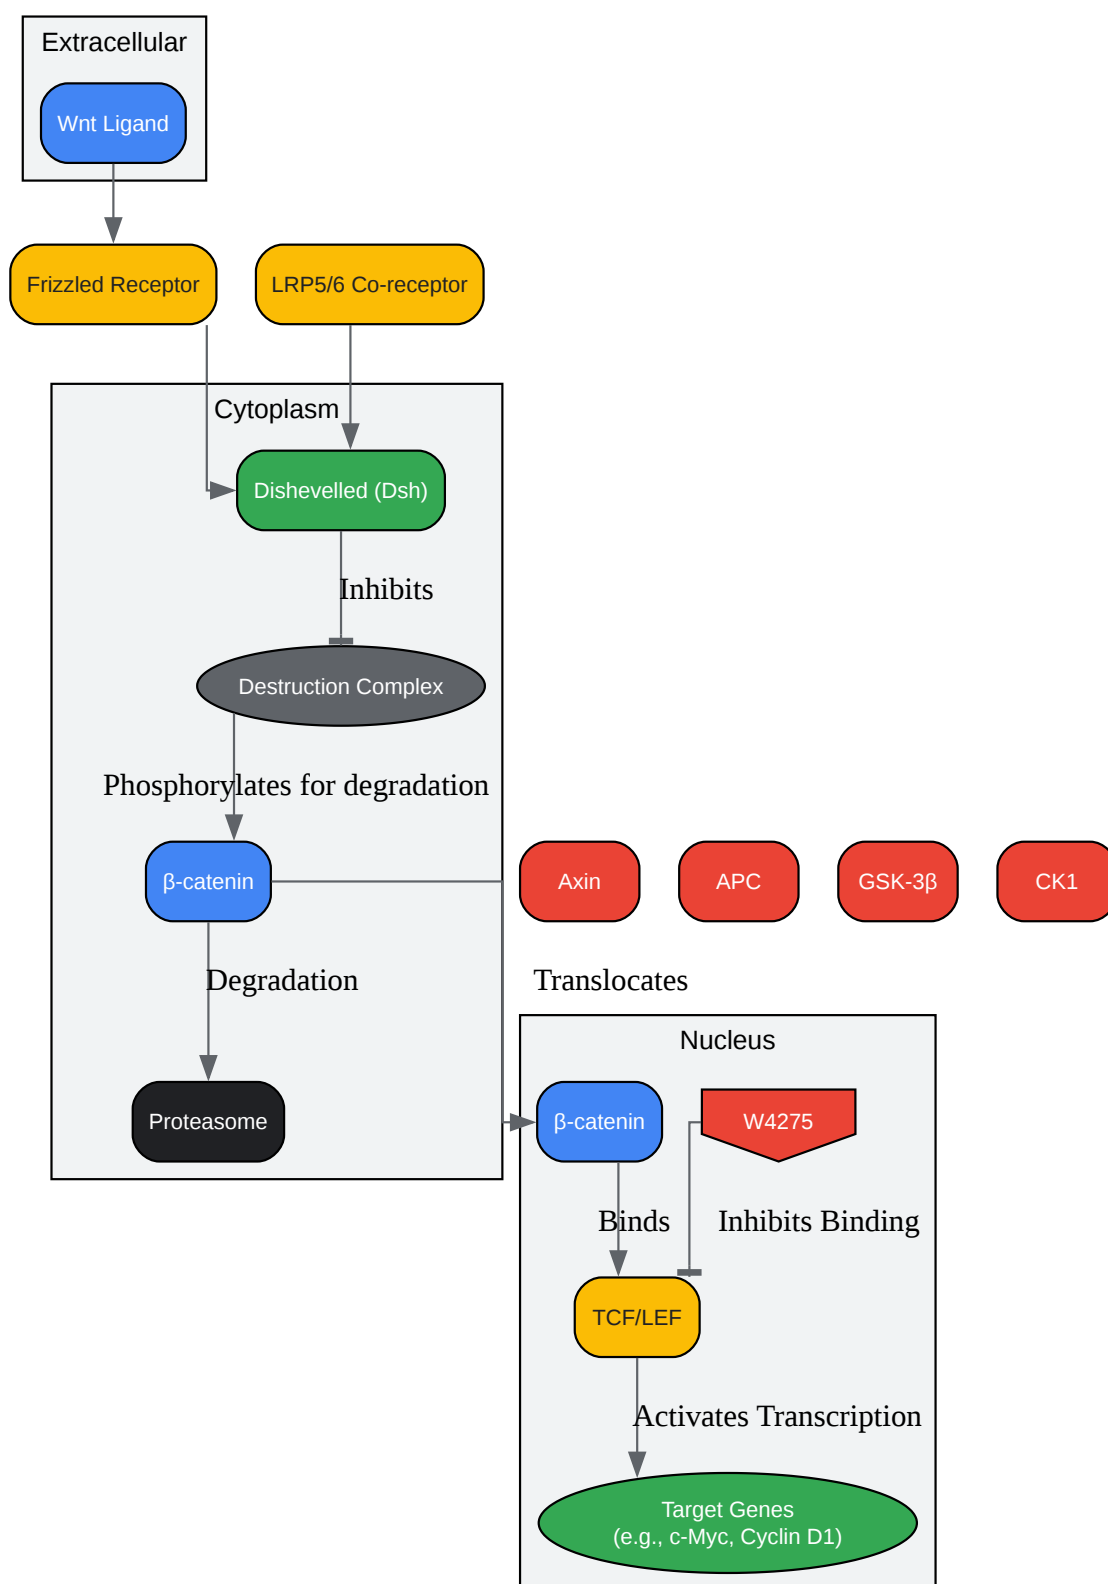 Extracellular
Wnt Ligand
Frizzled Receptor
LRP5/6 Co-receptor
Cytoplasm
Dishevelled (Dsh)
Inhibits
Destruction Complex
Phosphorylates for degradation
β-catenin
Axin
APC
GSK-3β
CK1
Degradation
Translocates
Nucleus
Proteasome
β-catenin
W4275
Binds
Inhibits Binding
TCF/LEF
Activates Transcription
Target Genes
(e.g., c-Myc, Cyclin D1)